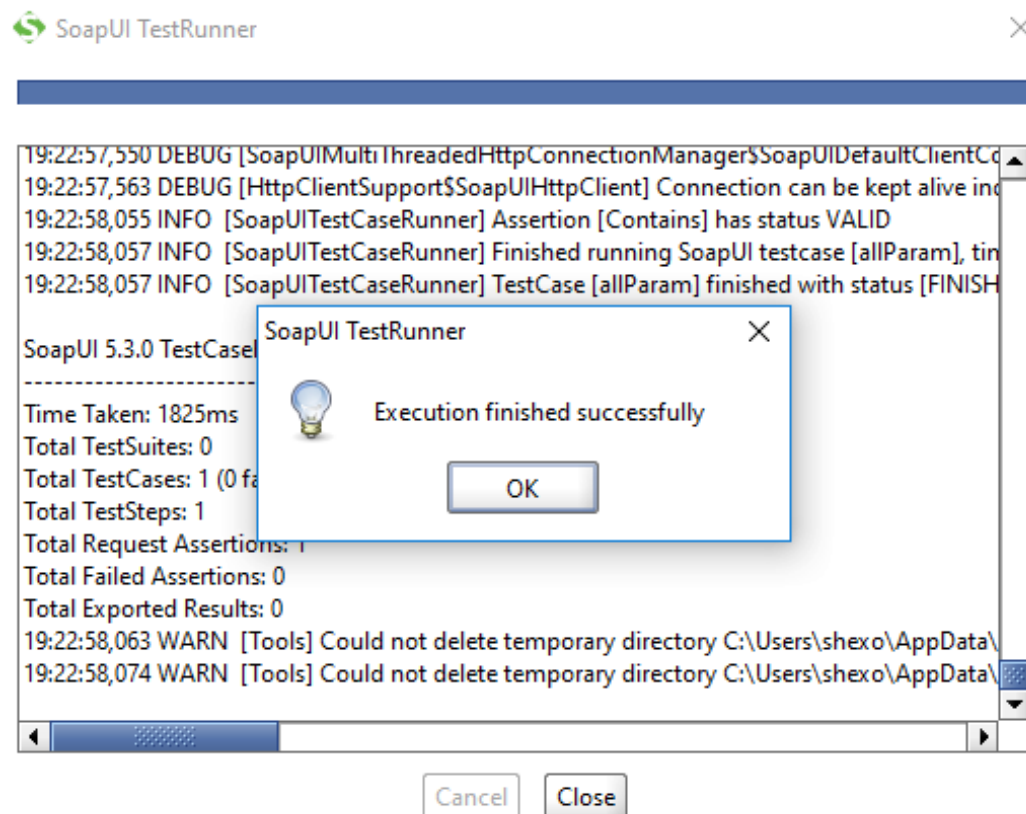 SoapUI TestRunner
19:22:57,550 DEBUG [SoapUIMultiThreadedHttpConnectionManager$SoapUIDefaultClientCo
19:22:57,563 DEBUG [HttpClientSupport$SoapUIHttpClient] Connection can be kept alive ind
19:22:58,055 INFO  [SoapUITestCaseRunner] Assertion [Contains] has status VALID
19:22:58,057 INFO  [SoapUITestCaseRunner] Finished running SoapUI testcase [allParam], tim
19:22:58,057 INFO  [SoapUITestCaseRunner] TestCase [allParam] finished with status [FINISH
SoapUI TestRunner
SoapUI 5.3.0 TestCase
------------------------
Execution finished successfully
OK
Time Taken: 1825ms
Total TestSuites: 0
Total TestCases: 1 (0 fa
Total TestSteps: 1
Total Request Assertions: 1
Total Failed Assertions: 0
Total Exported Results: 0
19:22:58,063 WARN  [Tools] Could not delete temporary directory C:\Users\shexo\AppData\
19:22:58,074 WARN  [Tools] Could not delete temporary directory C:\Users\shexo\AppData\
Cancel
Close